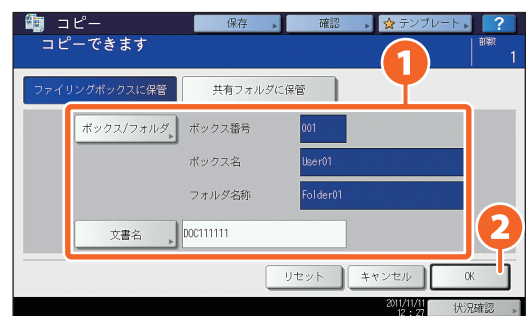 コピー 保存 確認 テンプレート ?
コピーできます 部数 1
1
ファイリングボックスに保管 共有フォルダに保管
ボックス/フォルダ ボックス番号 001
ボックス名 User01
フォルダ名称 Folder01
文書名 DOC111111
2
リセット キャンセル OK
2011/11/11
12 : 27 状況確認